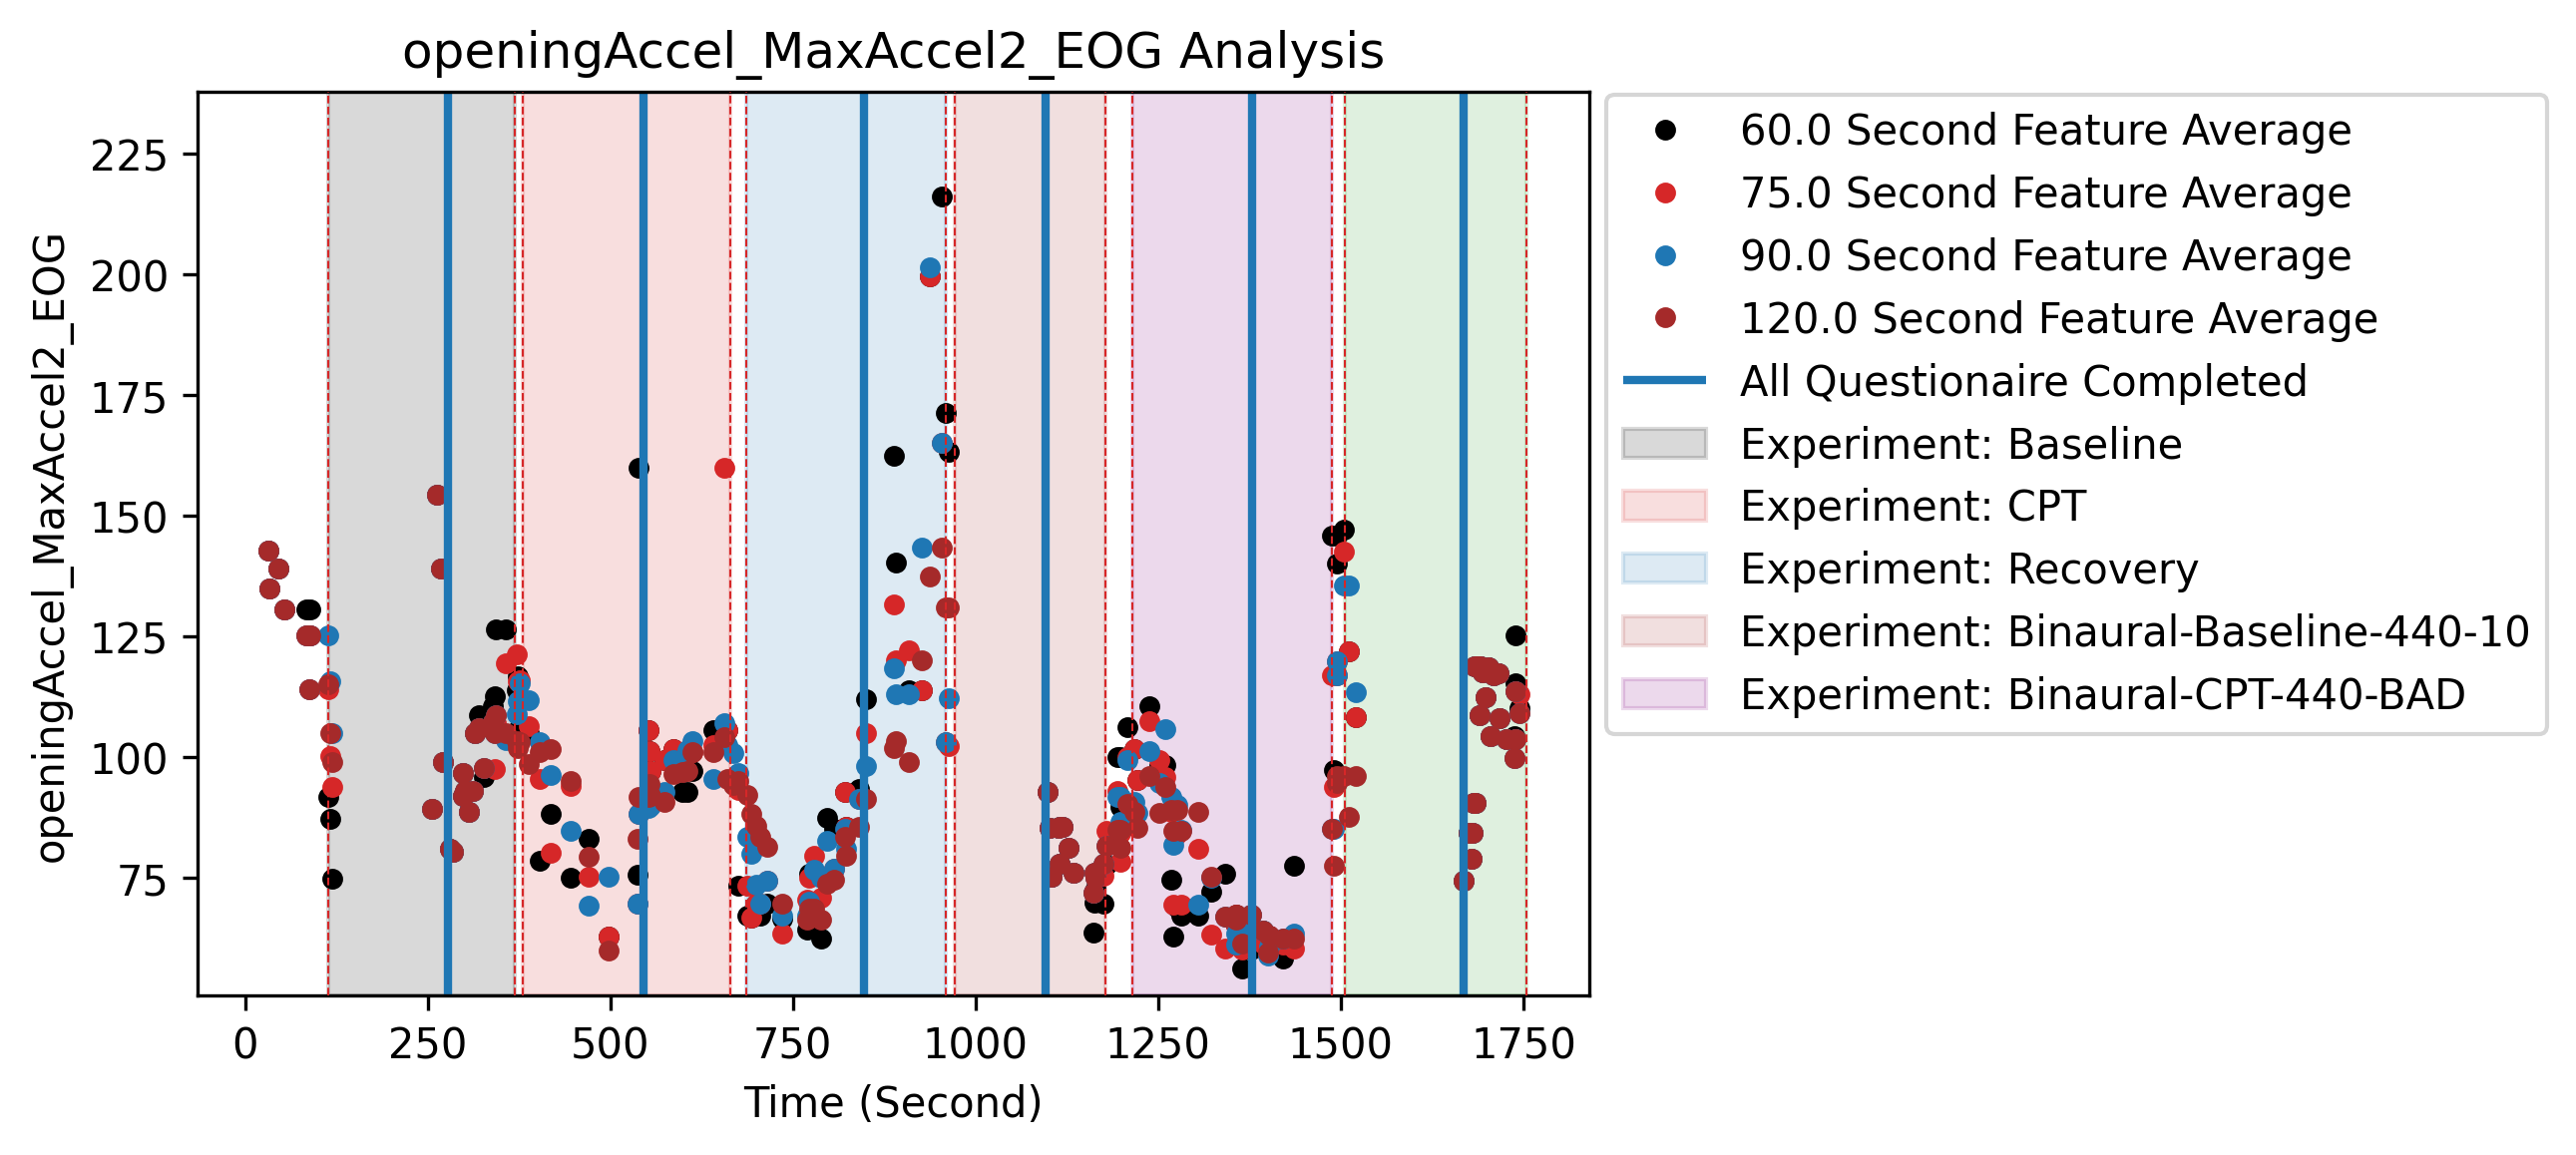 openingAccel_MaxAccel2_EOG Analysis
openingAccel_MaxAccel2_EOG
225
200
175
150
125
100
75
0
250
500
750
1000
1250
1500
1750
Time (Second)
60.0 Second Feature Average
75.0 Second Feature Average
90.0 Second Feature Average
120.0 Second Feature Average
All Questionaire Completed
Experiment: Baseline
Experiment: CPT
Experiment: Recovery
Experiment: Binaural-Baseline-440-10
Experiment: Binaural-CPT-440-BAD